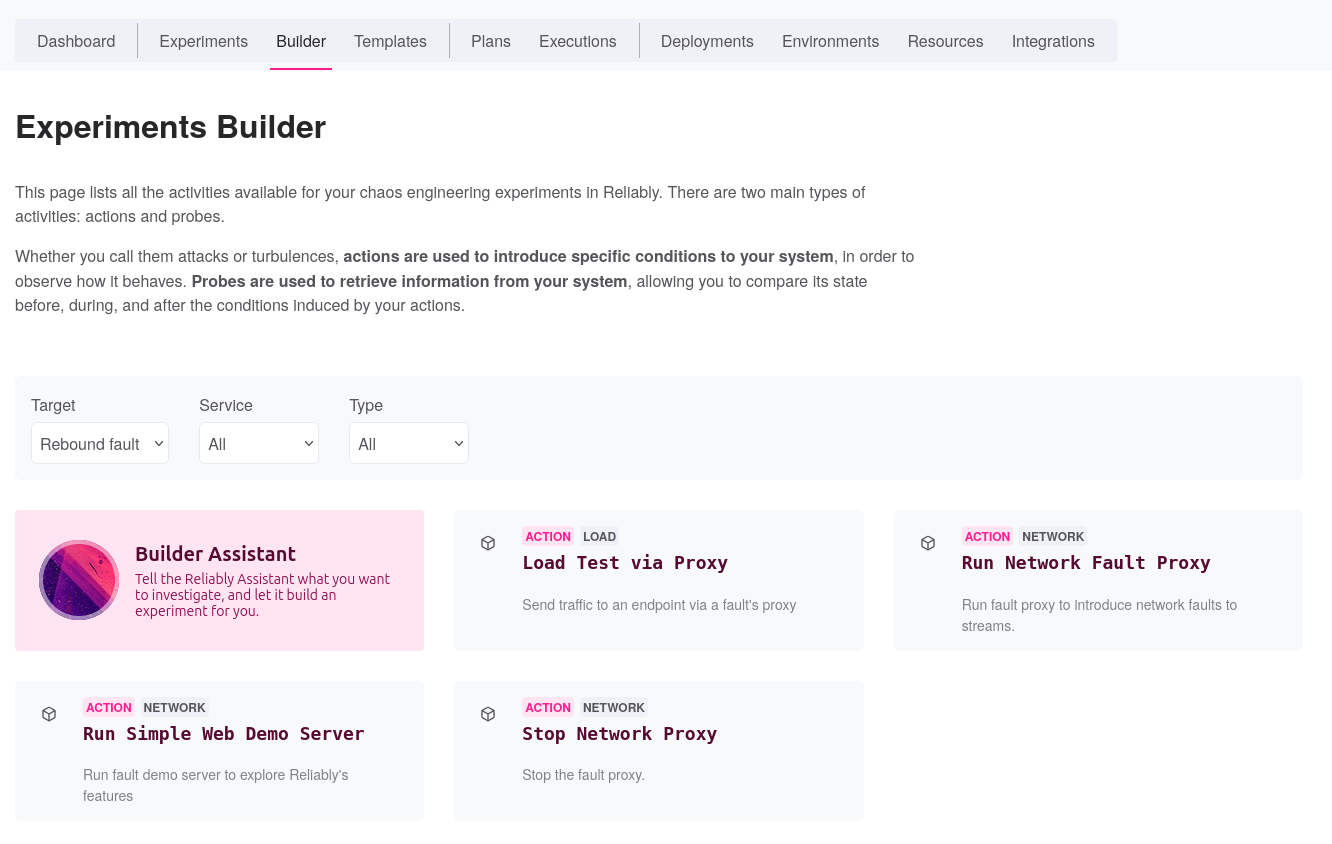 Dashboard Experiments Builder Templates Plans Executions Deployments Environments Resources Integrations
Experiments Builder
This page lists all the activities available for your chaos engineering experiments in Reliably. There are two main types of
activities: actions and probes.
Whether you call them attacks or turbulences, actions are used to introduce specific conditions to your system, in order to
observe how it behaves. Probes are used to retrieve information from your system, allowing you to compare its state
before, during, and after the conditions induced by your actions.
Target Service Type
Rebound fault All All
Builder Assistant
Tell the Reliably Assistant what you want
to investigate, and let it build an
experiment for you.
ACTION LOAD
Load Test via Proxy
Send traffic to an endpoint via a fault's proxy
ACTION NETWORK
Run Network Fault Proxy
Run fault proxy to introduce network faults to
streams.
ACTION NETWORK
Run Simple Web Demo Server
Run fault demo server to explore Reliably's
features
ACTION NETWORK
Stop Network Proxy
Stop the fault proxy.